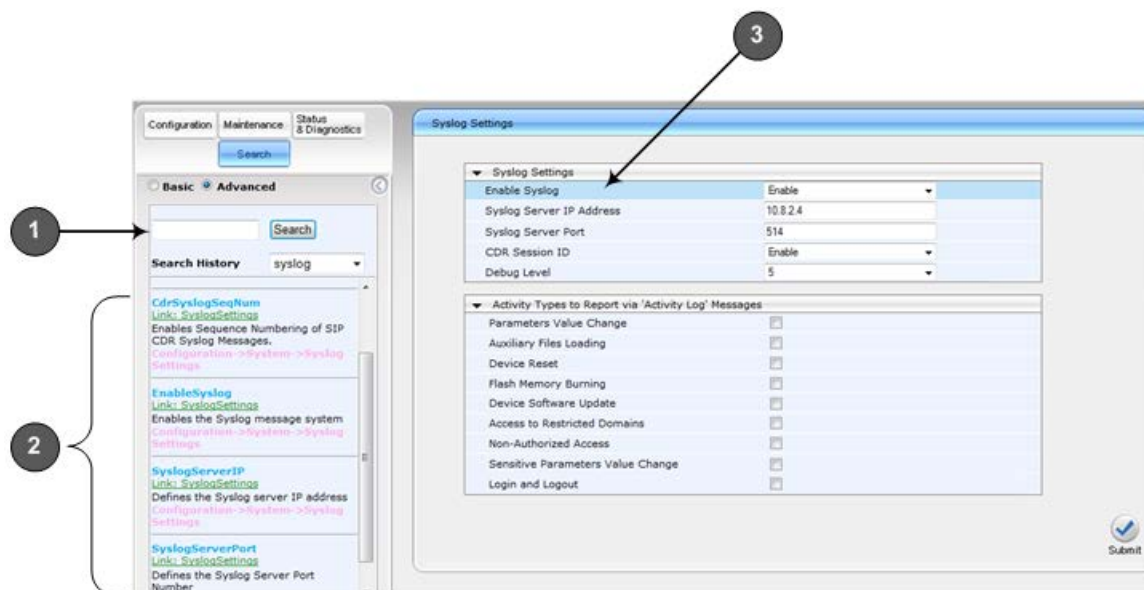 3
Configuration Maintenance Status & Diagnostics
Search
Basic Advanced
1
Search
Search History syslog
2
CdrSyslogSeqNum
Link: SyslogSettings
Enables Sequence Numbering of SIP
CDR Syslog Messages.
Configuration->System->Syslog
Settings
EnableSyslog
Link: SyslogSettings
Enables the Syslog message system
Configuration->System->Syslog
Settings
SyslogServerIP
Link: SyslogSettings
Defines the Syslog server IP address
Configuration->System->Syslog
Settings
SyslogServerPort
Link: SyslogSettings
Defines the Syslog Server Port
Number
Syslog Settings
Syslog Settings
Enable Syslog Enable
Syslog Server IP Address 10.8.2.4
Syslog Server Port 514
CDR Session ID Enable
Debug Level 5
Activity Types to Report via 'Activity Log' Messages
Parameters Value Change
Auxiliary Files Loading
Device Reset
Flash Memory Burning
Device Software Update
Access to Restricted Domains
Non-Authorized Access
Sensitive Parameters Value Change
Login and Logout
Submit